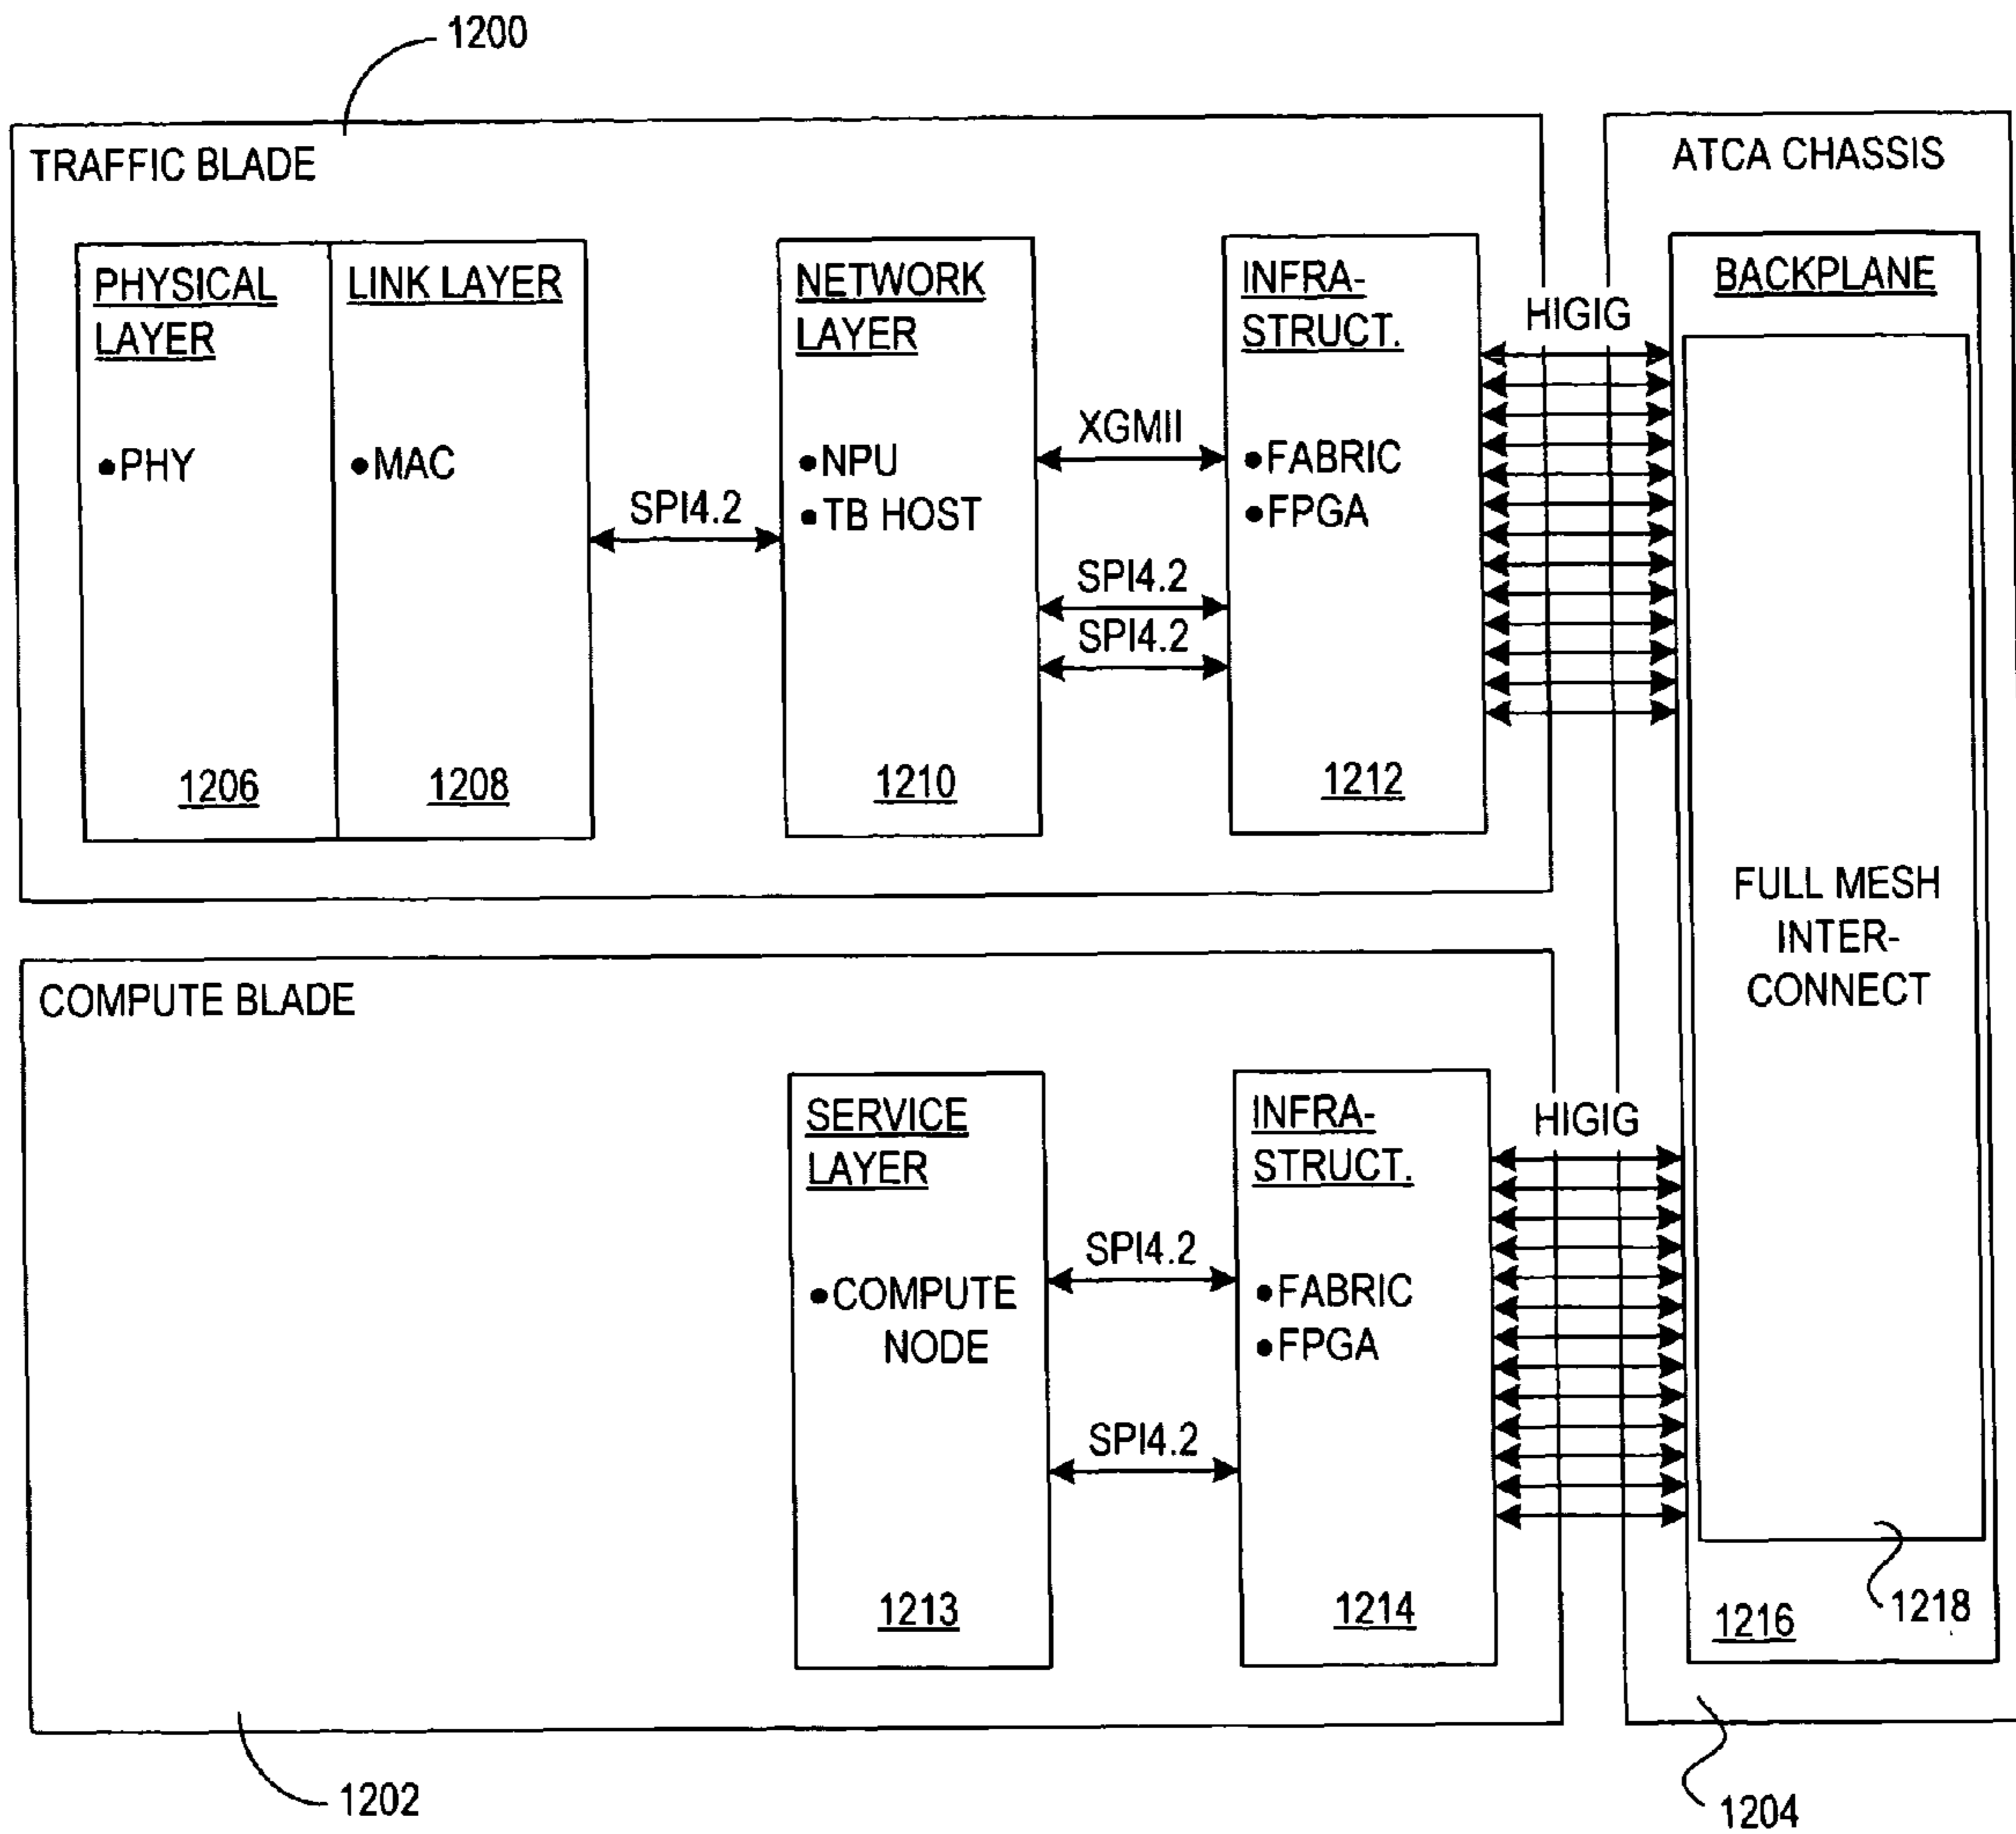 1200
TRAFFIC BLADE
ATCA CHASSIS
PHYSICAL
LAYER
•PHY
1206
LINK LAYER
•MAC
1208
SPI4.2
NETWORK
LAYER
•NPU
•TB HOST
1210
XGMII
SPI4.2
SPI4.2
INFRA-
STRUCT.
•FABRIC
•FPGA
1212
HIGIG
BACKPLANE
FULL MESH
INTER-
CONNECT
COMPUTE BLADE
SERVICE
LAYER
•COMPUTE
NODE
1213
SPI4.2
SPI4.2
INFRA-
STRUCT.
•FABRIC
•FPGA
1214
HIGIG
1218
1216
1202
1204